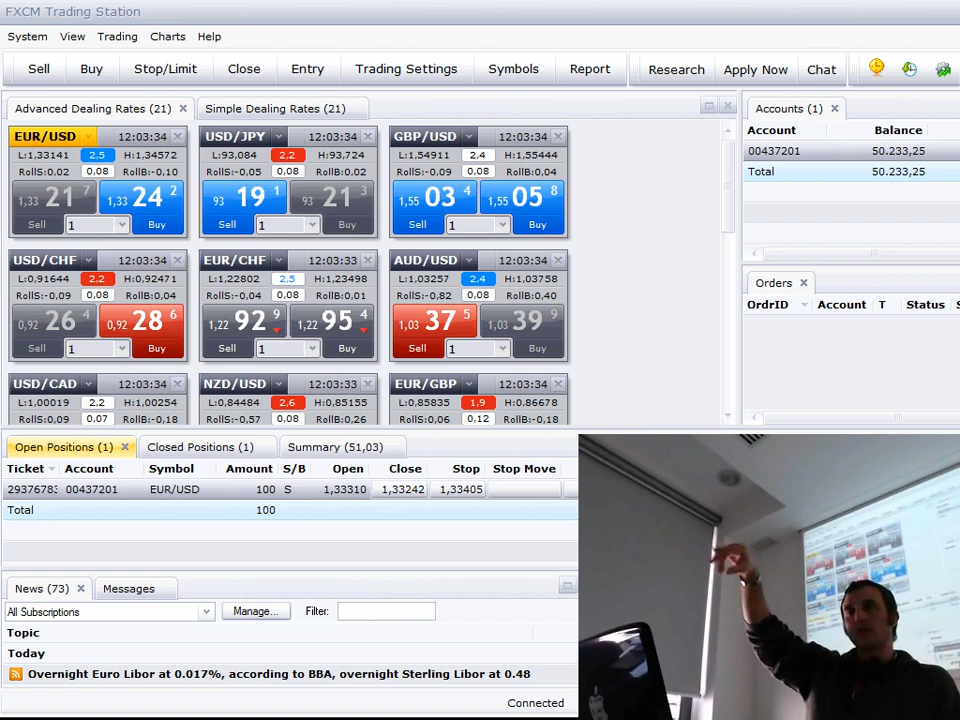 FXCM Trading Station
System View Trading Charts Help
Sell Buy Stop/Limit Close Entry Trading Settings Symbols Report Research Apply Now Chat
Advanced Dealing Rates (21) Simple Dealing Rates (21)
EUR/USD 12:03:34 USD/JPY 12:03:34 GBP/USD 12:03:34
L:1,33141 2,5 H:1,34572 L:93,084 2,2 H:93,724 L:1,54911 2,4 H:1,55444
RollS:0,02 0,08 RollB:-0,10 RollS:-0,05 0,08 RollB:0,02 RollS:-0,09 0,08 RollB:0,04
1,33 21 7 1,33 24 2 93 19 1 93 21 3 1,55 03 4 1,55 05 8
Sell 1 Buy Sell 1 Buy Sell 1 Buy
USD/CHF 12:03:34 EUR/CHF 12:03:34 AUD/USD 12:03:34
L:0,91644 2,2 H:0,92471 L:1,22802 2,5 H:1,23498 L:1,03257 2,4 H:1,03758
RollS:-0,09 0,08 RollB:0,04 RollS:-0,04 0,08 RollB:0,01 RollS:-0,82 0,08 RollB:0,40
0,92 26 4 0,92 28 6 1,22 92 9 1,22 95 4 1,03 37 5 1,03 39 9
Sell 1 Buy Sell 1 Buy Sell 1 Buy
USD/CAD 12:03:34 NZD/USD 12:03:33 EUR/GBP 12:03:34
L:1,00019 2,2 H:1,00254 L:0,84484 2,6 H:0,85155 L:0,85835 1,9 H:0,86678
RollS:0,09 0,07 RollB:-0,18 RollS:-0,57 0,08 RollB:0,26 RollS:0,06 0,12 RollB:-0,18
Accounts (1)
Account Balance
00437201 50.233,25
Total 50.233,25
Orders
OrdrID Account T Status
Open Positions (1) Closed Positions (1) Summary (51,03)
Ticket Account Symbol Amount S/B Open Close Stop Stop Move
2937678 00437201 EUR/USD 100 S 1,33310 1,33242 1,33405
Total 100
News (73) Messages
All Subscriptions Manage... Filter:
Topic
Today
Overnight Euro Libor at 0.017%, according to BBA, overnight Sterling Libor at 0.48
Connected